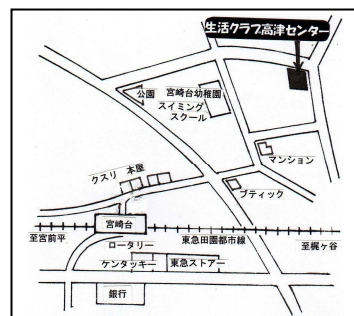 生活クラブ高津センター
公園
宮崎台幼稚園
スイミング
スクール
マンション
クスリ
本屋
ブティック
宮崎台
至宮前平
ロータリー
東急田園都市線
至梶ヶ谷
ケンタッキー
東急ストアー
銀行